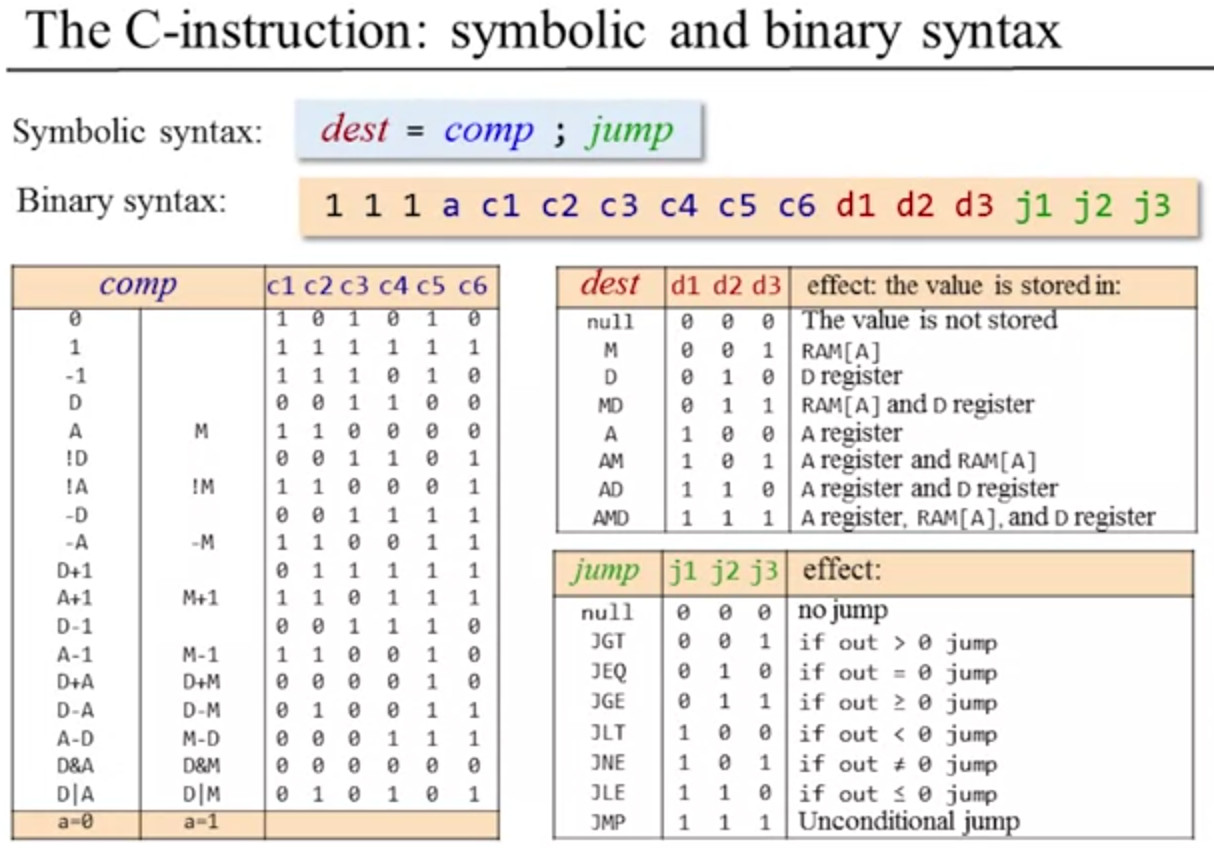 The C-instruction: symbolic and binary syntax
Symbolic syntax: dest = comp ; jump
Binary syntax: 1 1 1 a c1 c2 c3 c4 c5 c6 d1 d2 d3 j1 j2 j3
comp c1 c2 c3 c4 c5 c6
0 1 0 1 0 1 0
1 1 1 1 1 1 1
-1 1 1 1 0 1 0
D 0 0 1 1 0 0
A M 1 1 0 0 0 0
!D 0 0 1 1 0 1
!A !M 1 1 0 0 0 1
-D 0 0 1 1 1 1
-A -M 1 1 0 0 1 1
D+1 0 1 1 1 1 1
A+1 M+1 1 1 0 1 1 1
D-1 0 0 1 1 1 0
A-1 M-1 1 1 0 0 1 0
D+A D+M 0 0 0 0 1 0
D-A D-M 0 1 0 0 1 1
A-D M-D 0 0 0 1 1 1
D&A D&M 0 0 0 0 0 0
D|A D|M 0 1 0 1 0 1
a=0 a=1
dest d1 d2 d3 effect: the value is stored in:
null 0 0 0 The value is not stored
M 0 0 1 RAM[A]
D 0 1 0 D register
MD 0 1 1 RAM[A] and D register
A 1 0 0 A register
AM 1 0 1 A register and RAM[A]
AD 1 1 0 A register and D register
AMD 1 1 1 A register, RAM[A], and D register
jump j1 j2 j3 effect:
null 0 0 0 no jump
JGT 0 0 1 if out > 0 jump
JEQ 0 1 0 if out = 0 jump
JGE 0 1 1 if out ≥ 0 jump
JLT 1 0 0 if out < 0 jump
JNE 1 0 1 if out ≠ 0 jump
JLE 1 1 0 if out ≤ 0 jump
JMP 1 1 1 Unconditional jump